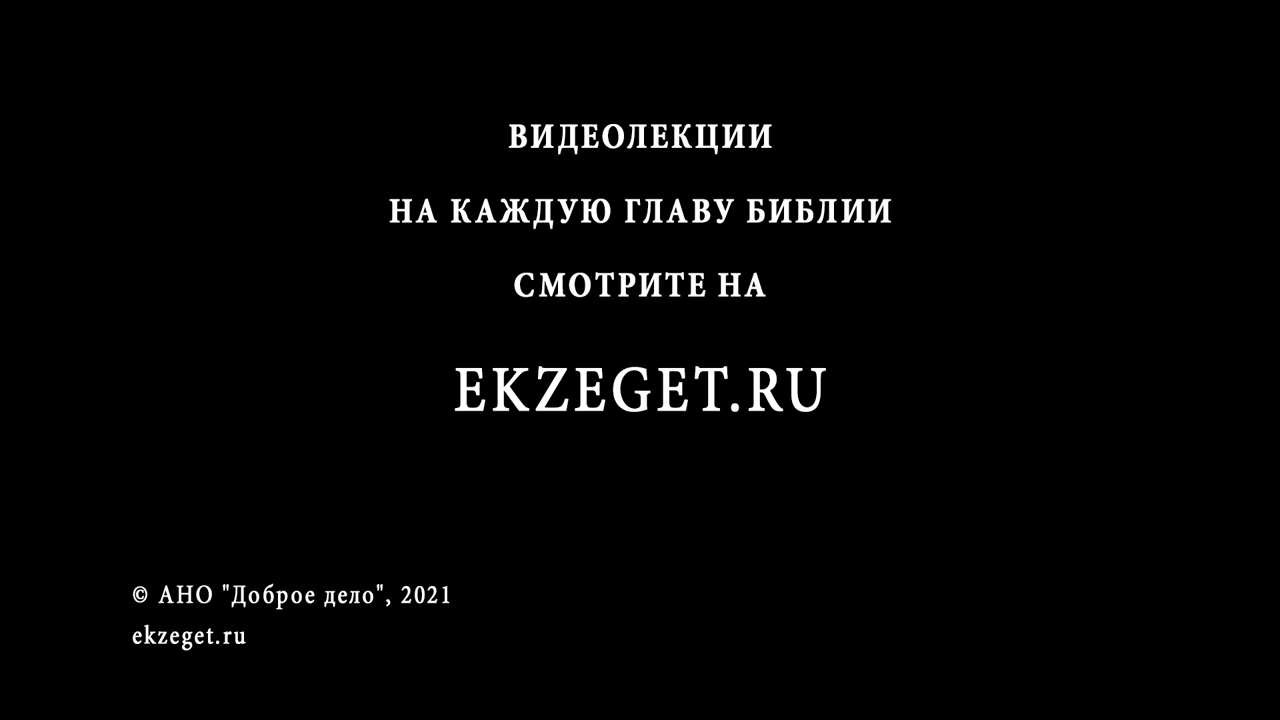 ВИДЕОЛЕКЦИИ
НА КАЖДУЮ ГЛАВУ БИБЛИИ
СМОТРИТЕ НА
EKZEGET.RU
© АНО "Доброе дело", 2021
ekzeget.ru